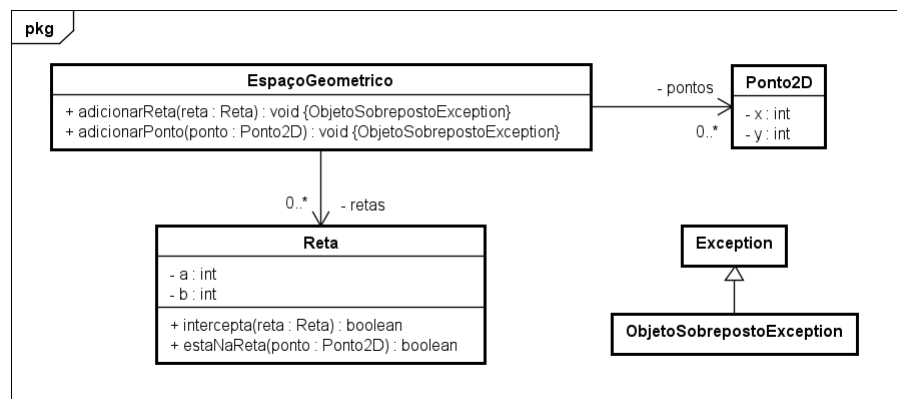 pkg
EspaçoGeometrico
+ adicionarReta(reta : Reta) : void {ObjetoSobrepostoException}
+ adicionarPonto(ponto : Ponto2D) : void {ObjetoSobrepostoException}
- pontos
0..*
Ponto2D
- x : int
- y : int
0..*
- retas
Reta
- a : int
- b : int
+ intercepta(reta : Reta) : boolean
+ estaNaReta(ponto : Ponto2D) : boolean
Exception
ObjetoSobrepostoException